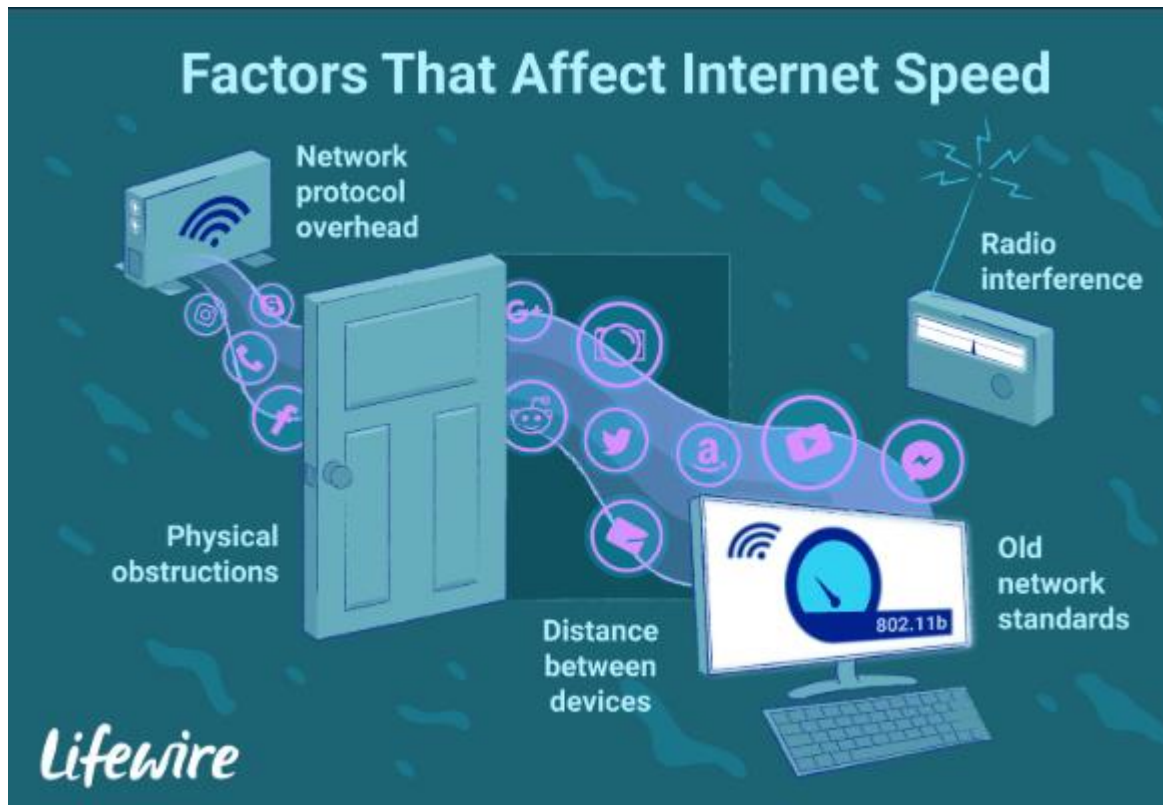 Factors That Affect Internet Speed
Network
protocol
overhead
Radio
interference
G+
a
Physical
obstructions
Old
network
standards
802.11b
Distance
between
devices
Lifewire